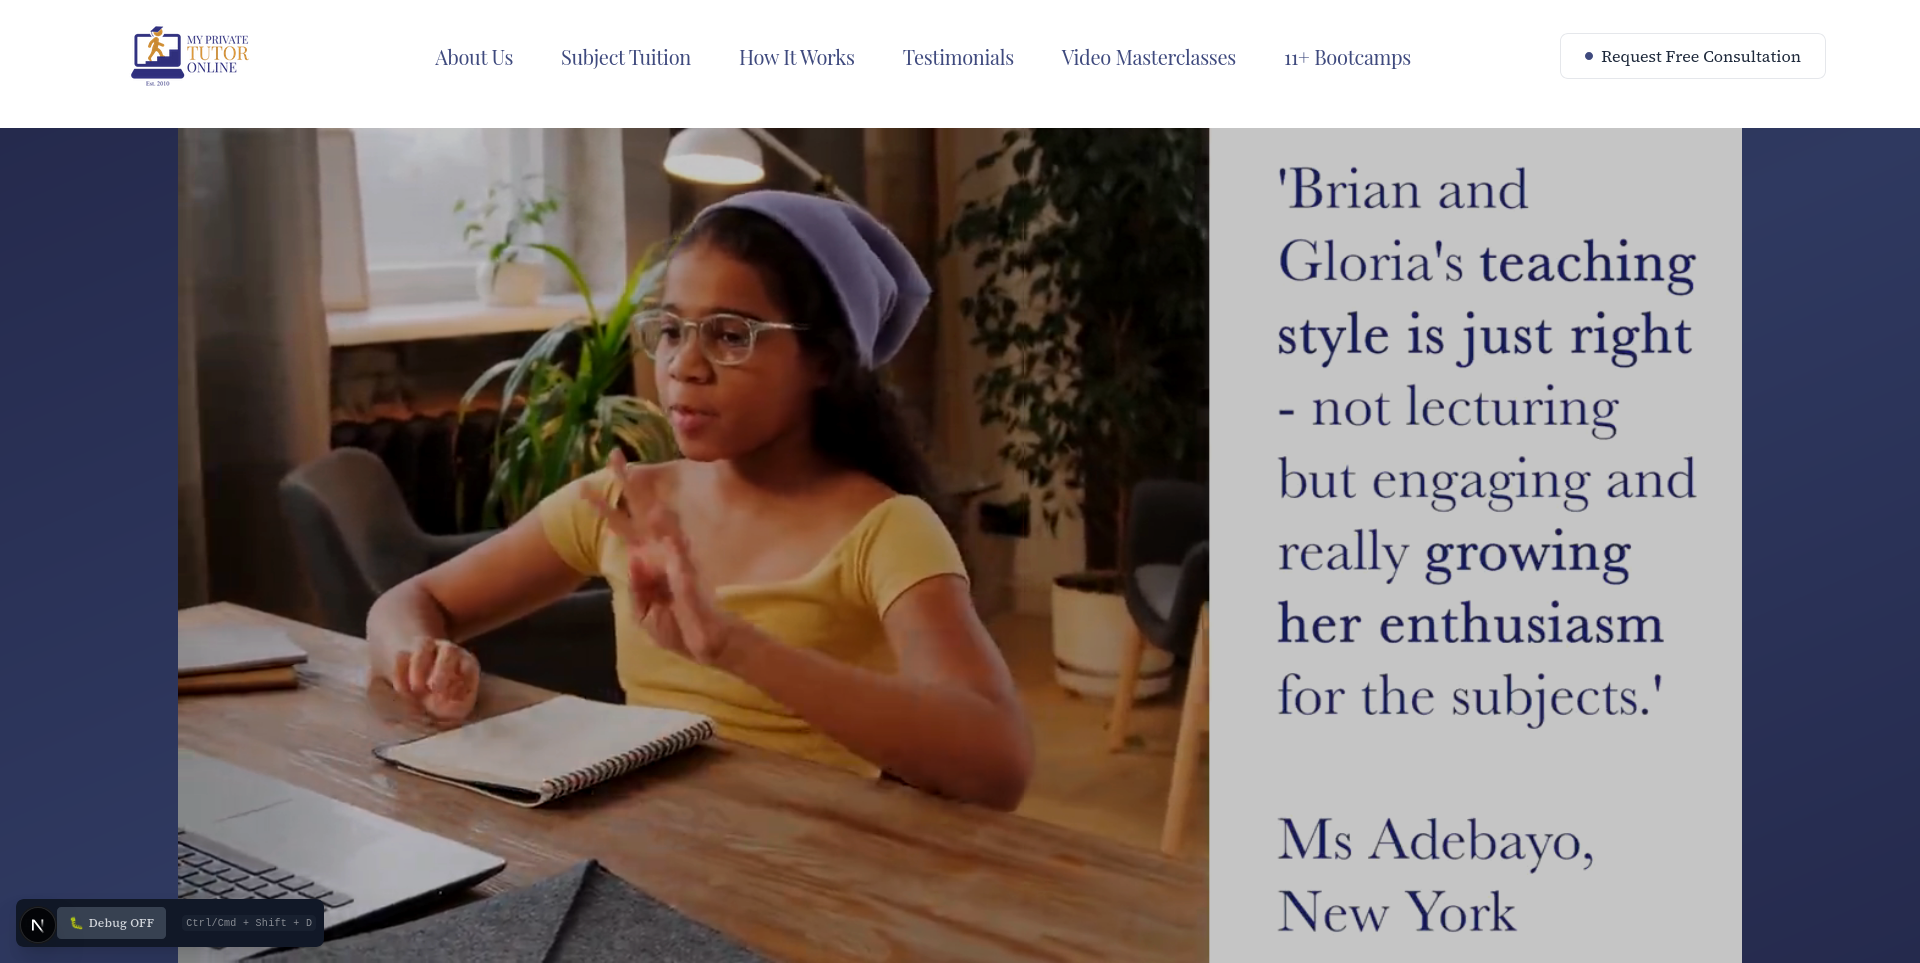 MY PRIVATE
TUTOR
ONLINE
Est. 2010
About Us
Subject Tuition
How It Works
Testimonials
Video Masterclasses
11+ Bootcamps
Request Free Consultation
'Brian and
Gloria's teaching
style is just right
- not lecturing
but engaging and
really growing
her enthusiasm
for the subjects.'
Ms Adebayo,
New York
N
Debug OFF
Ctrl/Cmd + Shift + D